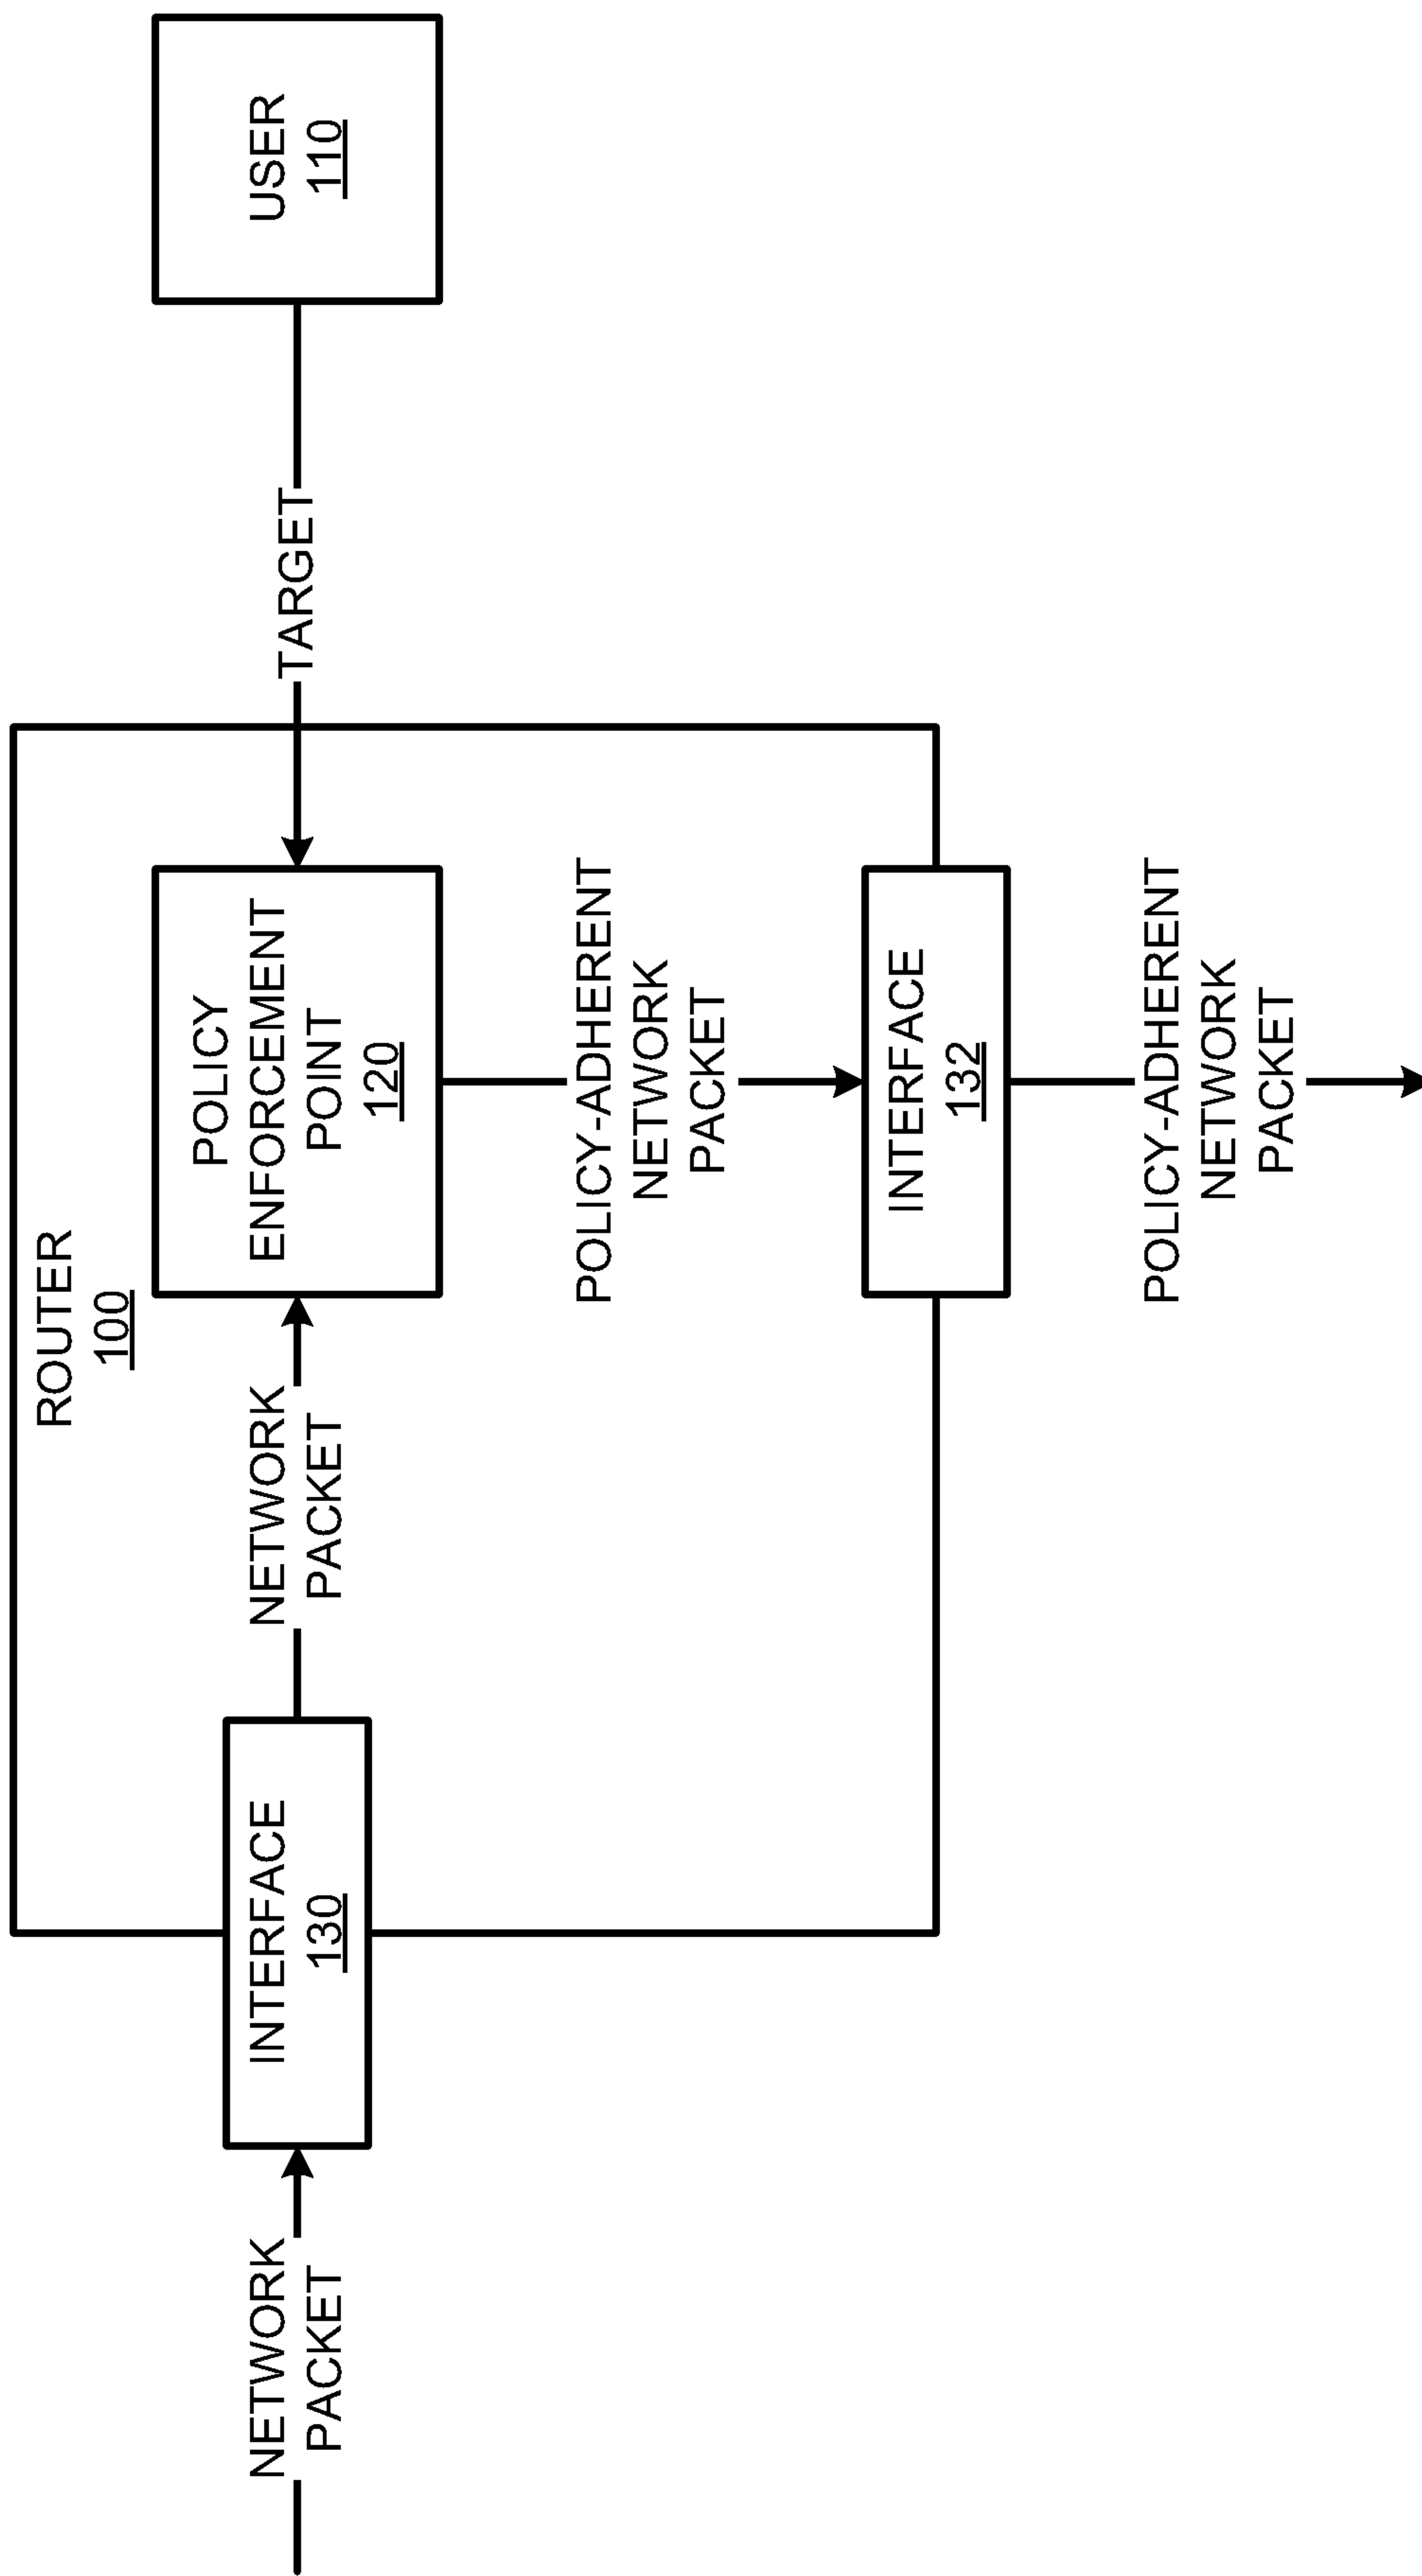 ROUTER
100
NETWORK
PACKET
INTERFACE
130
NETWORK
PACKET
POLICY
ENFORCEMENT
POINT
120
TARGET
USER
110
POLICY-ADHERENT
NETWORK
PACKET
INTERFACE
132
POLICY-ADHERENT
NETWORK
PACKET